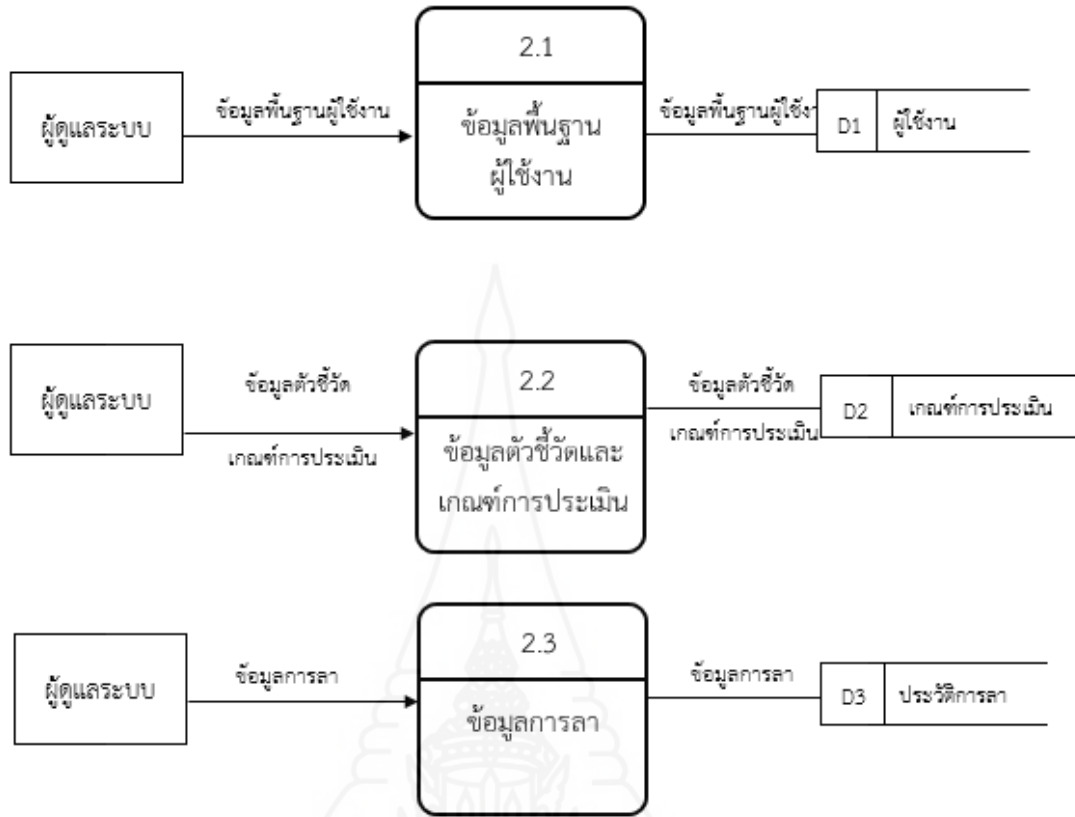 2.1
ผู้ดูแลระบบ
ข้อมูลพื้นฐานผู้ใช้งาน
ข้อมูลพื้นฐาน
ผู้ใช้งาน
ข้อมูลพื้นฐานผู้ใช้
D1
ผู้ใช้งาน
2.2
ผู้ดูแลระบบ
ข้อมูลตัวชี้วัด
เกณฑ์การประเมิน
ข้อมูลตัวชี้วัดและ
เกณฑ์การประเมิน
ข้อมูลตัวชี้วัด
เกณฑ์การประเมิน
D2
เกณฑ์การประเมิน
2.3
ผู้ดูแลระบบ
ข้อมูลการลา
ข้อมูลการลา
ข้อมูลการลา
D3
ประวัติการลา